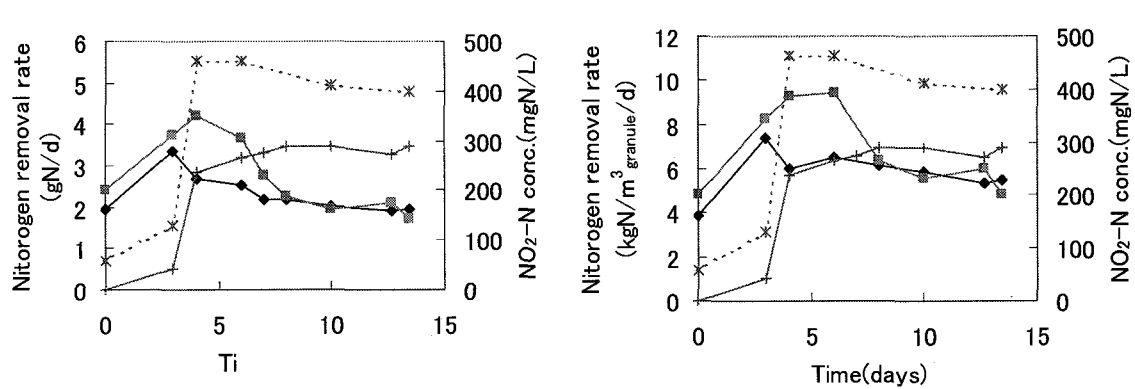 Nitorogen removal rate
(gN/d)
6
5
4
3
2
1
0
500
400
300
200
100
0
NO₂-N conc.(mgN/L)
0 5 10 15
Ti
Nitorogen removal rate
(kgN/m³granule/d)
12
10
8
6
4
2
0
500
400
300
200
100
0
NO₂-N conc.(mgN/L)
0 5 10 15
Time(days)